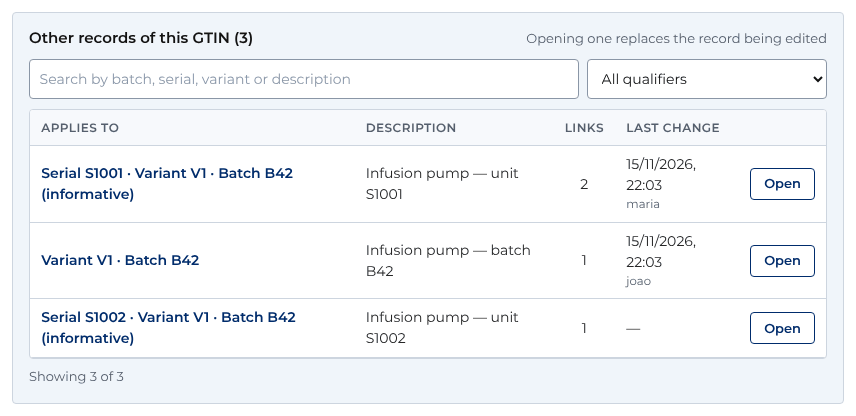 Other records of this GTIN (3)
Opening one replaces the record being edited
Search by batch, serial, variant or description
All qualifiers
APPLIES TO
DESCRIPTION
LINKS
LAST CHANGE
Serial S1001 · Variant V1 · Batch B42
(informative)
Infusion pump — unit
S1001
2
15/11/2026,
22:03
maria
Open
Variant V1 · Batch B42
Infusion pump — batch
B42
1
15/11/2026,
22:03
joao
Open
Serial S1002 · Variant V1 · Batch B42
(informative)
Infusion pump — unit
S1002
1
—
Open
Showing 3 of 3